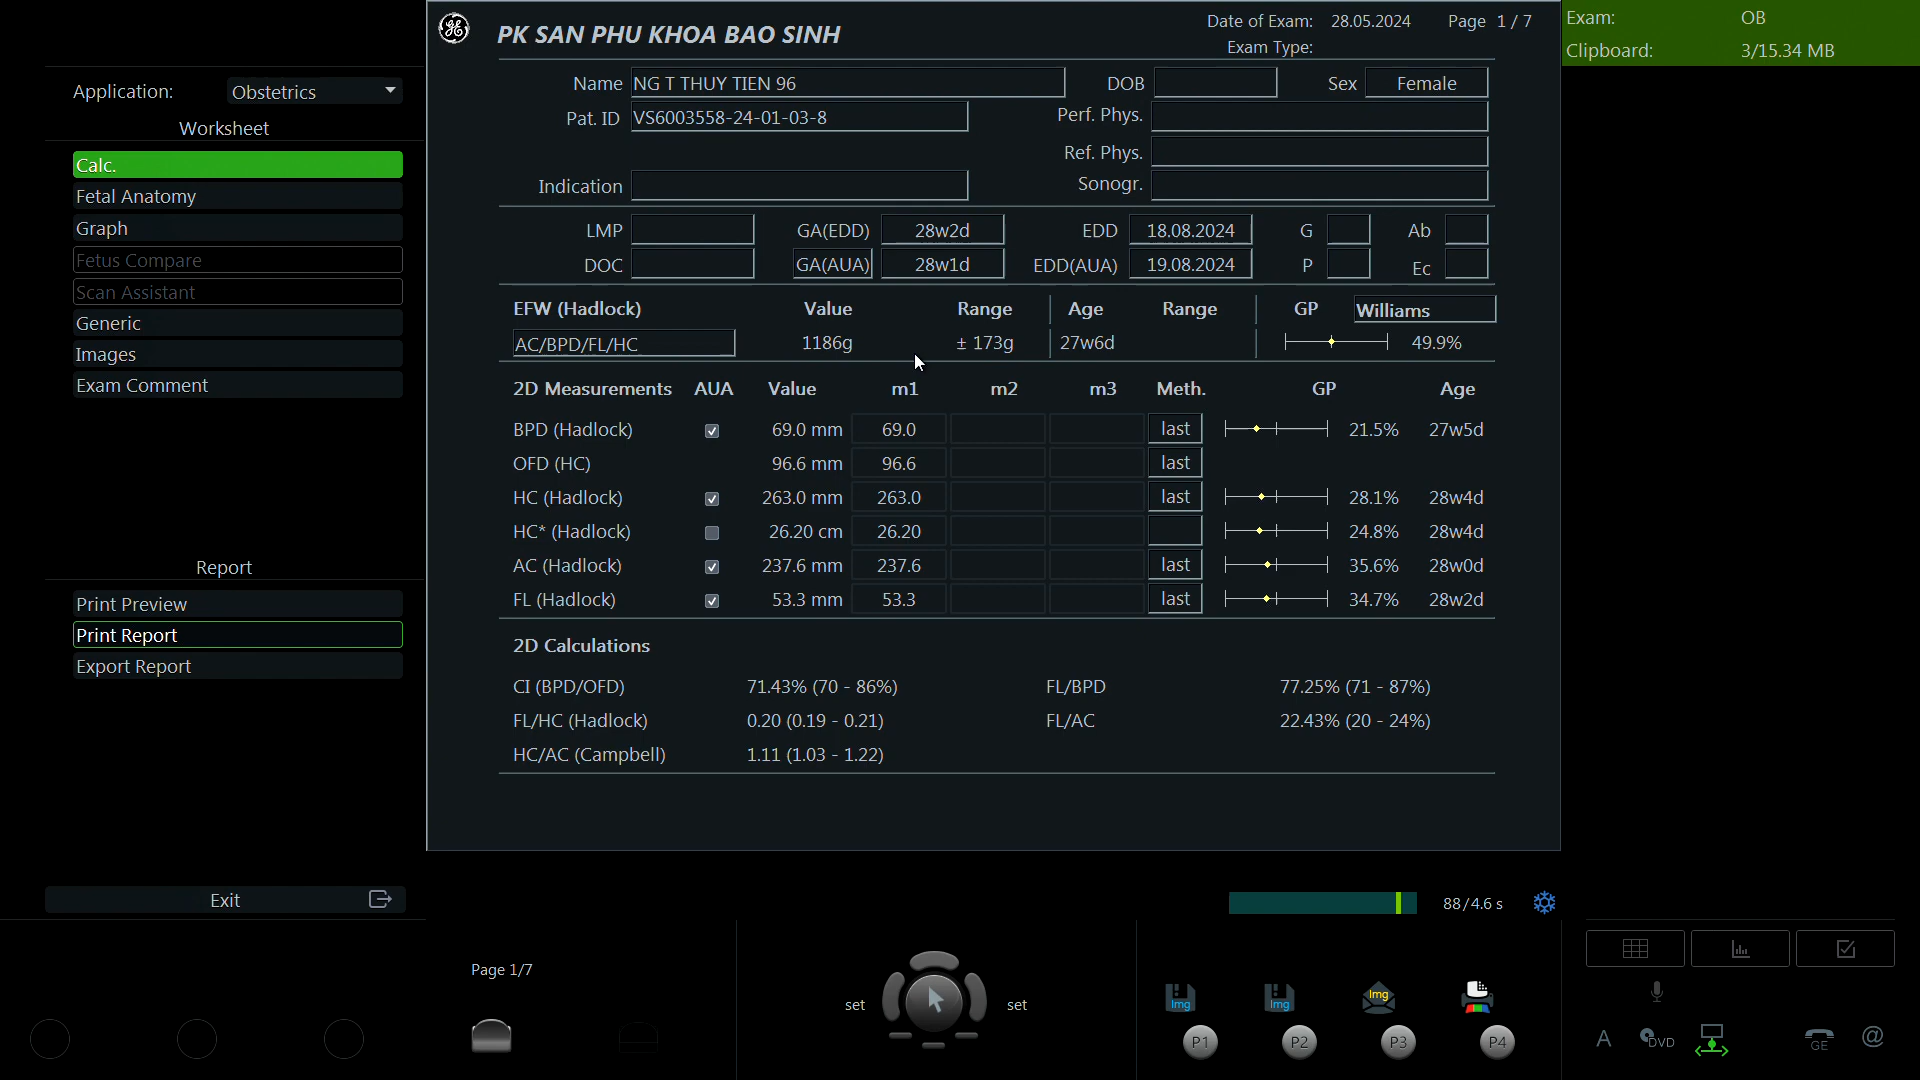 PK SAN PHU KHOA BAO SINH
Date of Exam: 28.05.2024 Page 1 / 7
Exam Type:
Exam: OB
Clipboard: 3/15.34 MB
Application: Obstetrics
Worksheet
Calc.
Fetal Anatomy
Graph
Fetus Compare
Scan Assistant
Generic
Images
Exam Comment
Report
Print Preview
Print Report
Export Report
Exit
Name NG T THUY TIEN 96 DOB Sex Female
Pat. ID VS6003558-24-01-03-8 Perf. Phys.
Ref. Phys.
Indication Sonogr.
LMP GA(EDD) 28w2d EDD 18.08.2024 G Ab
DOC GA(AUA) 28w1d EDD(AUA) 19.08.2024 P Ec
EFW (Hadlock) Value Range Age Range GP Williams
AC/BPD/FL/HC 1186g ± 173g 27w6d 49.9%
2D Measurements AUA Value m1 m2 m3 Meth. GP Age
BPD (Hadlock) 69.0 mm 69.0 last 21.5% 27w5d
OFD (HC) 96.6 mm 96.6 last
HC (Hadlock) 263.0 mm 263.0 last 28.1% 28w4d
HC* (Hadlock) 26.20 cm 26.20 24.8% 28w4d
AC (Hadlock) 237.6 mm 237.6 last 35.6% 28w0d
FL (Hadlock) 53.3 mm 53.3 last 34.7% 28w2d
2D Calculations
CI (BPD/OFD) 71.43% (70 - 86%) FL/BPD 77.25% (71 - 87%)
FL/HC (Hadlock) 0.20 (0.19 - 0.21) FL/AC 22.43% (20 - 24%)
HC/AC (Campbell) 1.11 (1.03 - 1.22)
88/4.6 s
Page 1/7
set set
Img Img Img
P1 P2 P3 P4
A DVD GE @